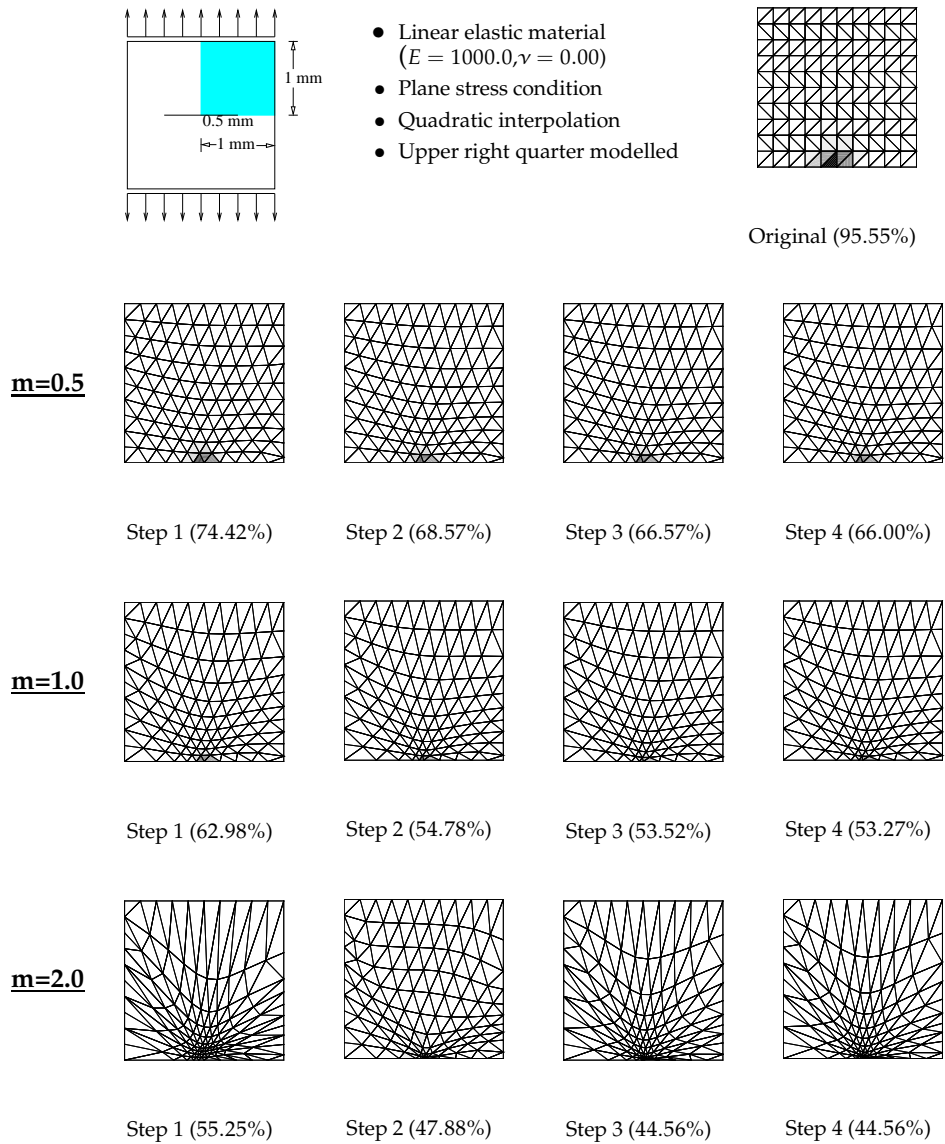 1 mm
0.5 mm
1 mm
• Linear elastic material
(E = 1000.0,ν = 0.00)
• Plane stress condition
• Quadratic interpolation
• Upper right quarter modelled
Original (95.55%)
m=0.5
Step 1 (74.42%)
Step 2 (68.57%)
Step 3 (66.57%)
Step 4 (66.00%)
m=1.0
Step 1 (62.98%)
Step 2 (54.78%)
Step 3 (53.52%)
Step 4 (53.27%)
m=2.0
Step 1 (55.25%)
Step 2 (47.88%)
Step 3 (44.56%)
Step 4 (44.56%)